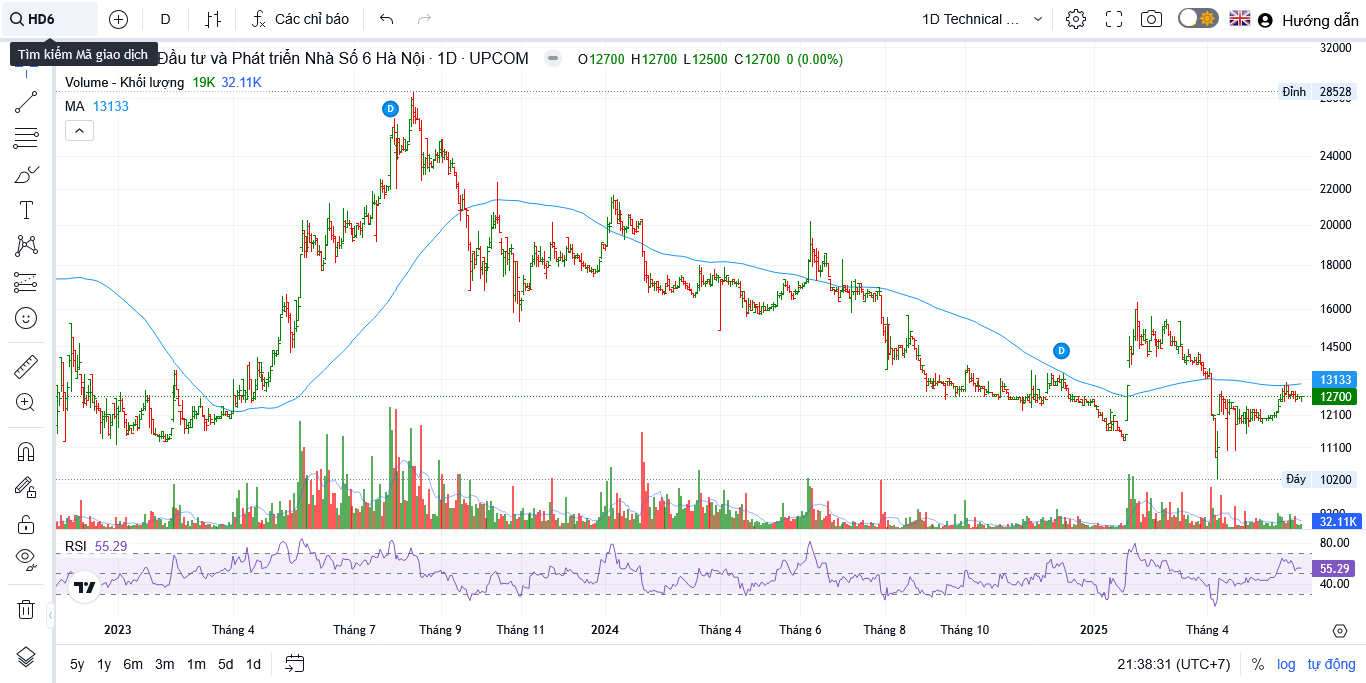 HD6
D
Các chỉ báo
1D Technical ...
Hướng dẫn
Tìm kiếm Mã giao dịch
Đầu tư và Phát triển Nhà Số 6 Hà Nội · 1D · UPCOM
O12700 H12700 L12500 C12700 0 (0.00%)
Volume - Khối lượng 19K 32.11K
MA 13133
D
D
32000
Đỉnh 28528
24000
22000
20000
18000
16000
14500
13133
12700
12100
11100
Đáy 10200
32.11K
RSI 55.29
80.00
55.29
40.00
2023 Tháng 4 Tháng 7 Tháng 9 Tháng 11 2024 Tháng 4 Tháng 6 Tháng 8 Tháng 10 2025 Tháng 4
5y 1y 6m 3m 1m 5d 1d
21:38:31 (UTC+7) % log tự động